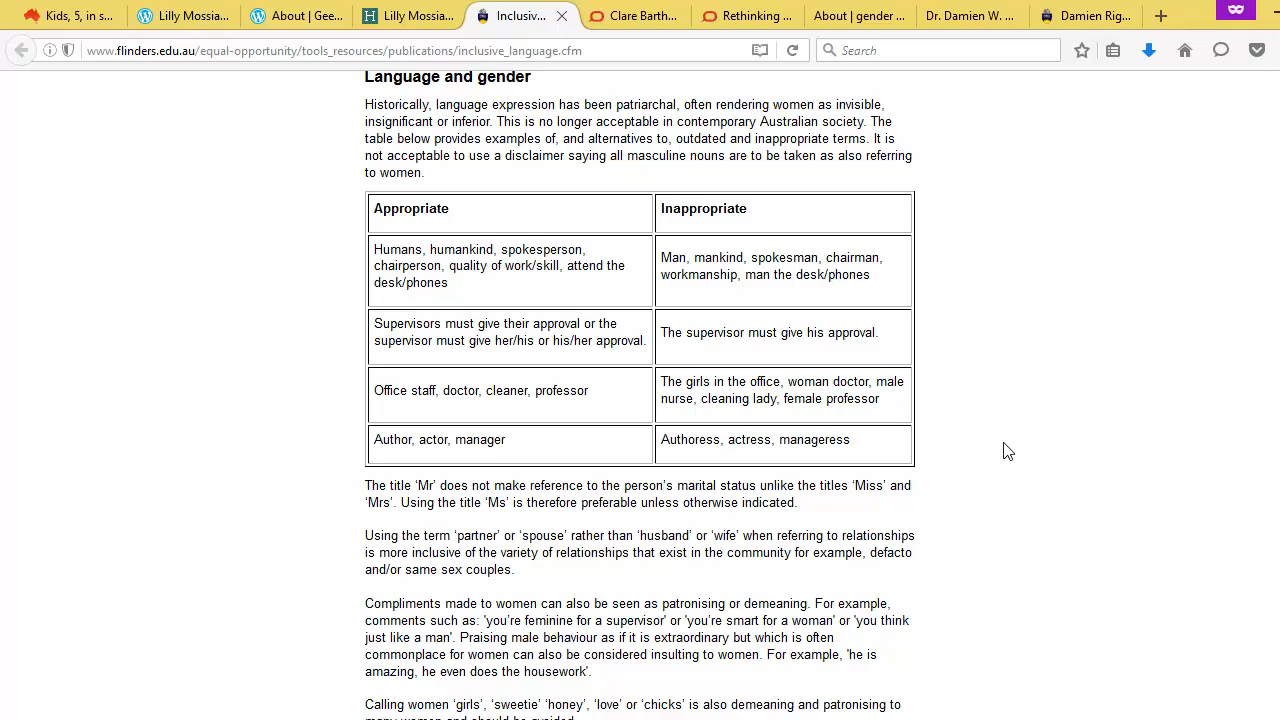 Kids, 5, in s...
Lilly Mossia...
About | Gee...
Lilly Mossia...
Inclusiv...
Clare Barth...
Rethinking ...
About | gender ...
Dr. Damien W. ...
Damien Rig...
www.flinders.edu.au/equal-opportunity/tools_resources/publications/inclusive_language.cfm
Search
Language and gender
Historically, language expression has been patriarchal, often rendering women as invisible,
insignificant or inferior. This is no longer acceptable in contemporary Australian society. The
table below provides examples of, and alternatives to, outdated and inappropriate terms. It is
not acceptable to use a disclaimer saying all masculine nouns are to be taken as also referring
to women.
Appropriate
Inappropriate
Humans, humankind, spokesperson,
chairperson, quality of work/skill, attend the
desk/phones
Man, mankind, spokesman, chairman,
workmanship, man the desk/phones
Supervisors must give their approval or the
supervisor must give her/his or his/her approval.
The supervisor must give his approval.
Office staff, doctor, cleaner, professor
The girls in the office, woman doctor, male
nurse, cleaning lady, female professor
Author, actor, manager
Authoress, actress, manageress
The title ‘Mr’ does not make reference to the person’s marital status unlike the titles ‘Miss’ and
‘Mrs’. Using the title ‘Ms’ is therefore preferable unless otherwise indicated.
Using the term ‘partner’ or ‘spouse’ rather than ‘husband’ or ‘wife’ when referring to relationships
is more inclusive of the variety of relationships that exist in the community for example, defacto
and/or same sex couples.
Compliments made to women can also be seen as patronising or demeaning. For example,
comments such as: 'you’re feminine for a supervisor' or 'you’re smart for a woman' or 'you think
just like a man'. Praising male behaviour as if it is extraordinary but which is often
commonplace for women can also be considered insulting to women. For example, 'he is
amazing, he even does the housework'.
Calling women ‘girls’, ‘sweetie’ ‘honey’, ‘love’ or ‘chicks’ is also demeaning and patronising to
many women and should be avoided.